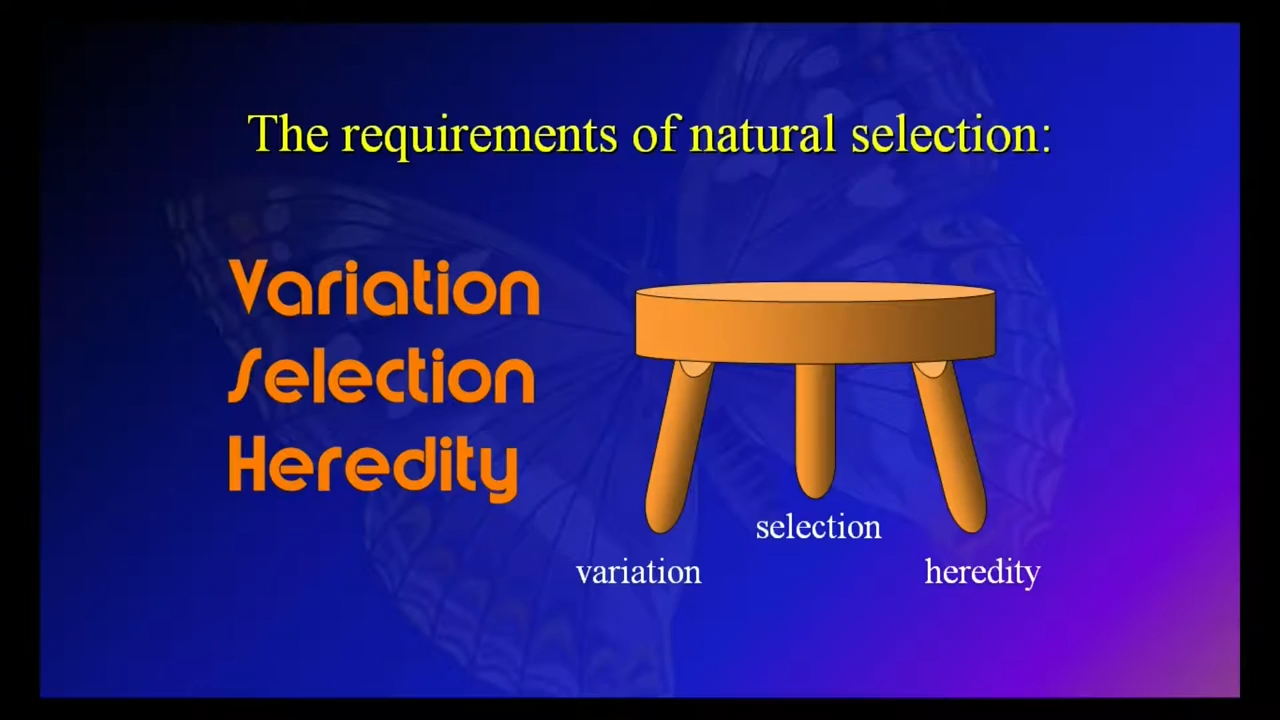 The requirements of natural selection:
Variation
Selection
Heredity
selection
variation
heredity